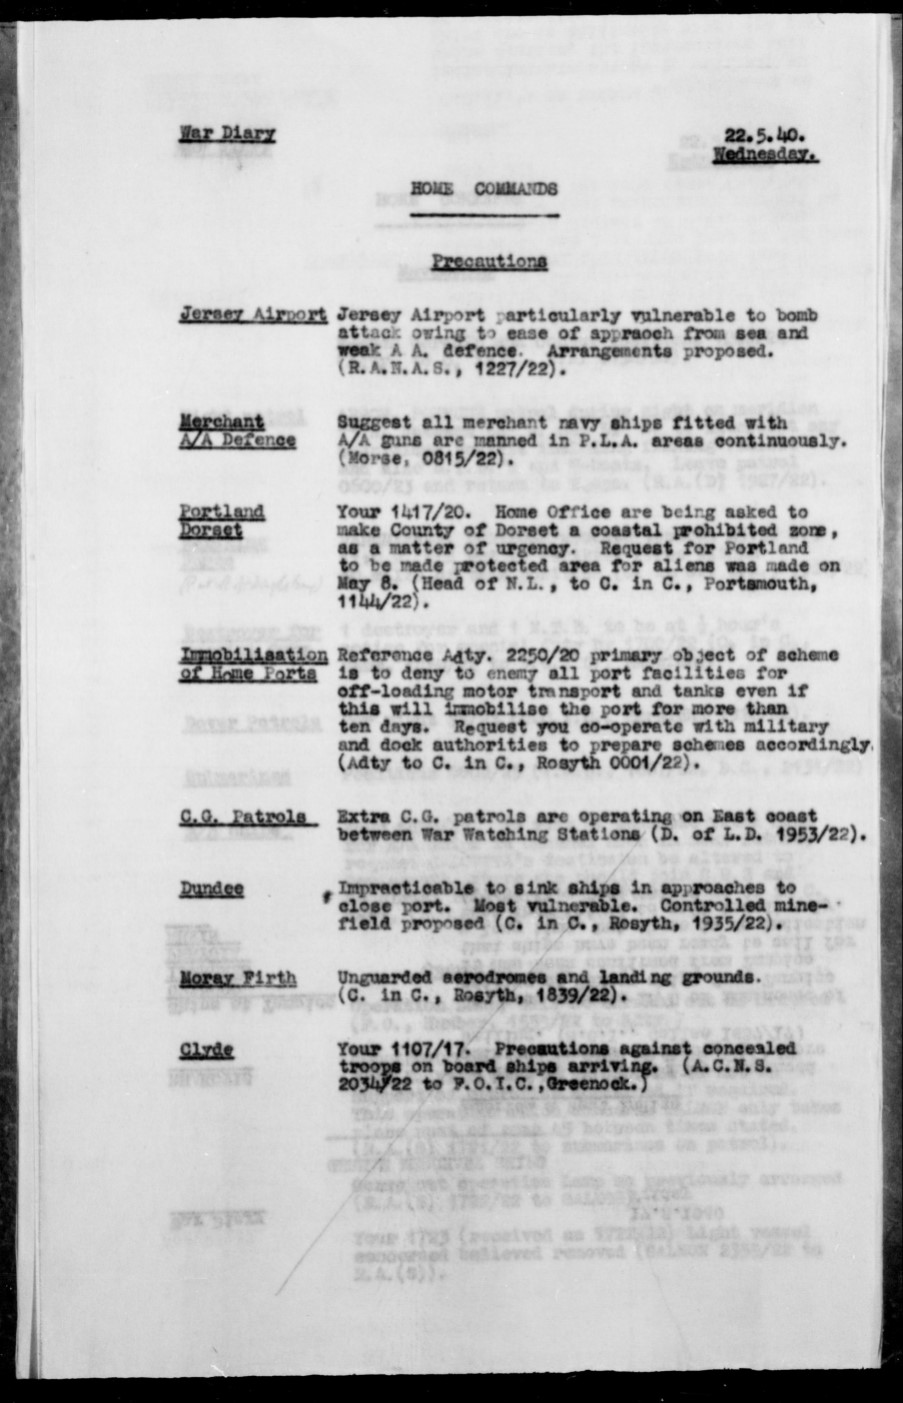 War Diary 22.5.40.
Wednesday.
HOME COMMANDS
Precautions
Jersey Airport Jersey Airport particularly vulnerable to bomb
attack owing to ease of appraoch from sea and
weak A A. defence. Arrangements proposed.
(R.A.N.A.S., 1227/22).
Merchant Suggest all merchant navy ships fitted with
A/A Defence A/A guns are manned in P.L.A. areas continuously.
(Morse, 0815/22).
Portland Your 1417/20. Home Office are being asked to
Dorset make County of Dorset a coastal prohibited zone,
as a matter of urgency. Request for Portland
to be made protected area for aliens was made on
May 8. (Head of N.L., to C. in C., Portsmouth,
1144/22).
Immobilisation Reference Adty. 2250/20 primary object of scheme
of Home Ports is to deny to enemy all port facilities for
off-loading motor transport and tanks even if
this will immobilise the port for more than
ten days. Request you co-operate with military
and dock authorities to prepare schemes accordingly.
(Adty to C. in C., Rosyth 0001/22).
C.G. Patrols Extra C.G. patrols are operating on East coast
between War Watching Stations (D. of L.D. 1953/22).
Dundee Impracticable to sink ships in approaches to
close port. Most vulnerable. Controlled mine-
field proposed (C. in C., Rosyth, 1935/22).
Moray Firth Unguarded aerodromes and landing grounds.
(C. in C., Rosyth, 1839/22).
Clyde Your 1107/17. Precautions against concealed
troops on board ships arriving. (A.C.N.S.
2034/22 to F.O.I.C.,Greenock.)